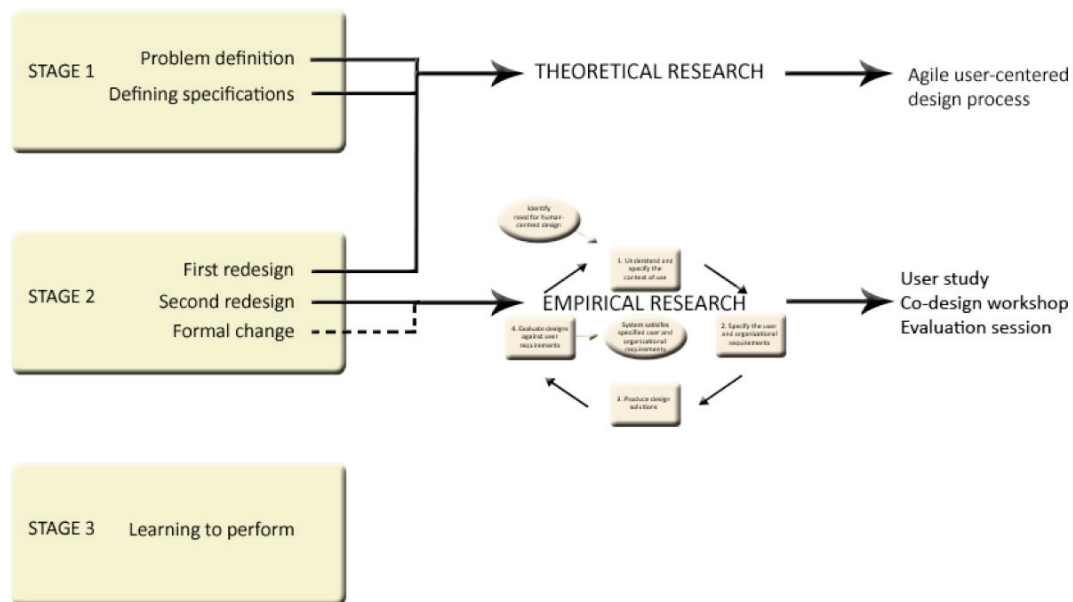 STAGE 1
Problem definition
Defining specifications
THEORETICAL RESEARCH
Agile user-centered
design process
STAGE 2
First redesign
Second redesign
Formal change
Identify
need for human-
centred design
1. Understand and
specify the
context of use
EMPIRICAL RESEARCH
4. Evaluate designs
against user
requirements
System satisfies
specified user and
organizational
requirements
2. Specify the user
and organizational
requirements
3. Produce design
solutions
User study
Co-design workshop
Evaluation session
STAGE 3
Learning to perform